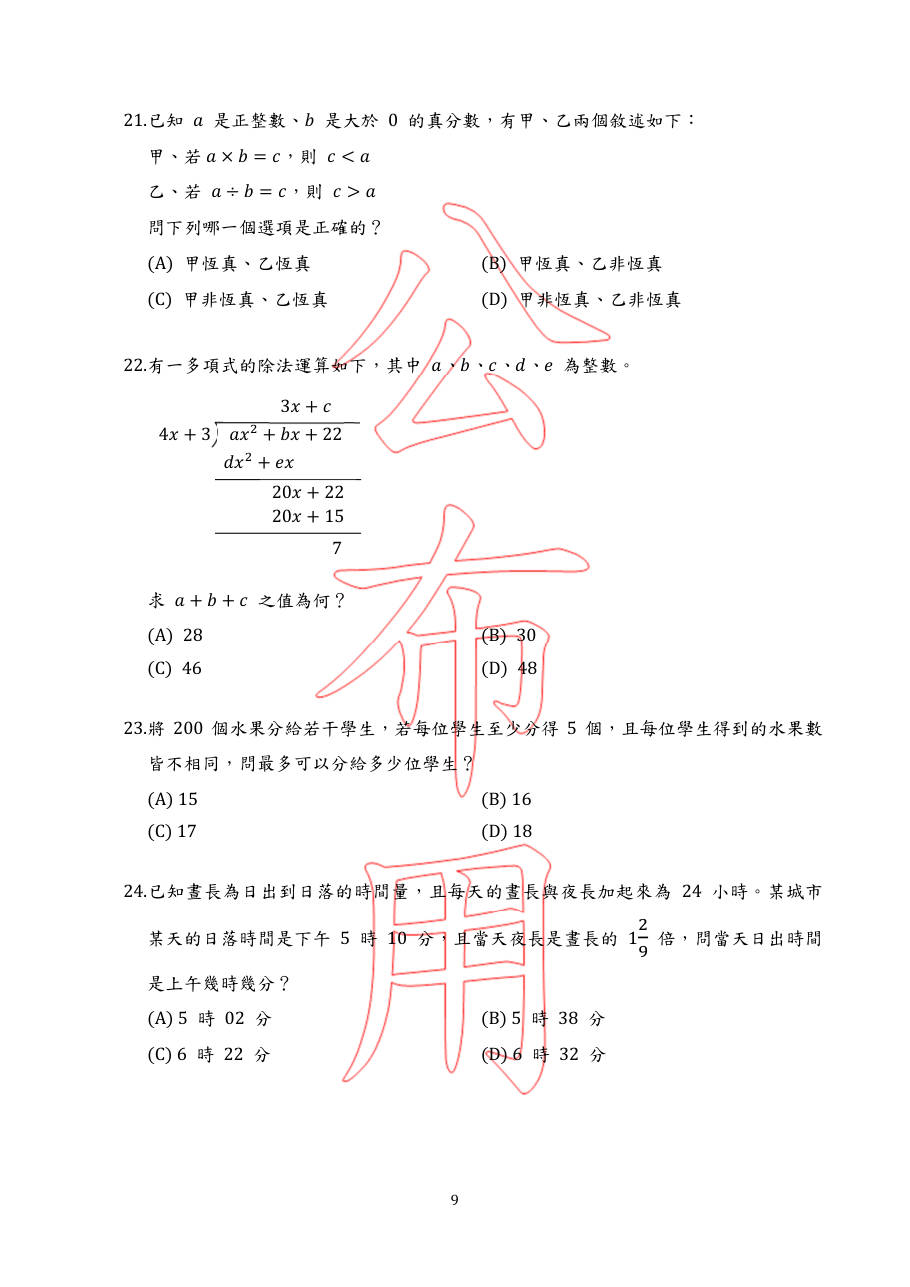 21.已知 a 是正整數、b 是大於 0 的真分數，有甲、乙兩個敘述如下：
甲、若 a × b = c，則 c < a
乙、若 a ÷ b = c，則 c > a
問下列哪一個選項是正確的？
(A) 甲恆真、乙恆真 (B) 甲恆真、乙非恆真
(C) 甲非恆真、乙恆真 (D) 甲非恆真、乙非恆真
22.有一多項式的除法運算如下，其中 a、b、c、d、e 為整數。
3x + c
4x + 3) ax² + bx + 22
dx² + ex
20x + 22
20x + 15
7
求 a + b + c 之值為何？
(A) 28 (B) 30
(C) 46 (D) 48
23.將 200 個水果分給若干學生，若每位學生至少分得 5 個，且每位學生得到的水果數
皆不相同，問最多可以分給多少位學生？
(A) 15 (B) 16
(C) 17 (D) 18
24.已知晝長為日出到日落的時間量，且每天的晝長與夜長加起來為 24 小時。某城市
某天的日落時間是下午 5 時 10 分，且當天夜長是晝長的 1 2/9 倍，問當天日出時間
是上午幾時幾分？
(A) 5 時 02 分 (B) 5 時 38 分
(C) 6 時 22 分 (D) 6 時 32 分
公布用
9